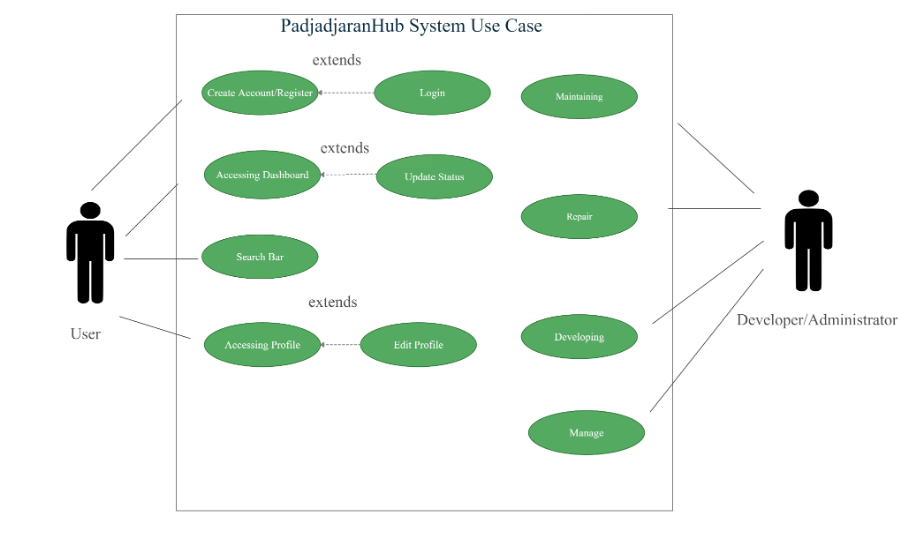 PadjadjaranHub System Use Case
extends
Create Account/Register
Login
Maintaining
extends
Accessing Dashboard
Update Status
Repair
Search Bar
extends
User
Developer/Administrator
Accessing Profile
Edit Profile
Developing
Manage